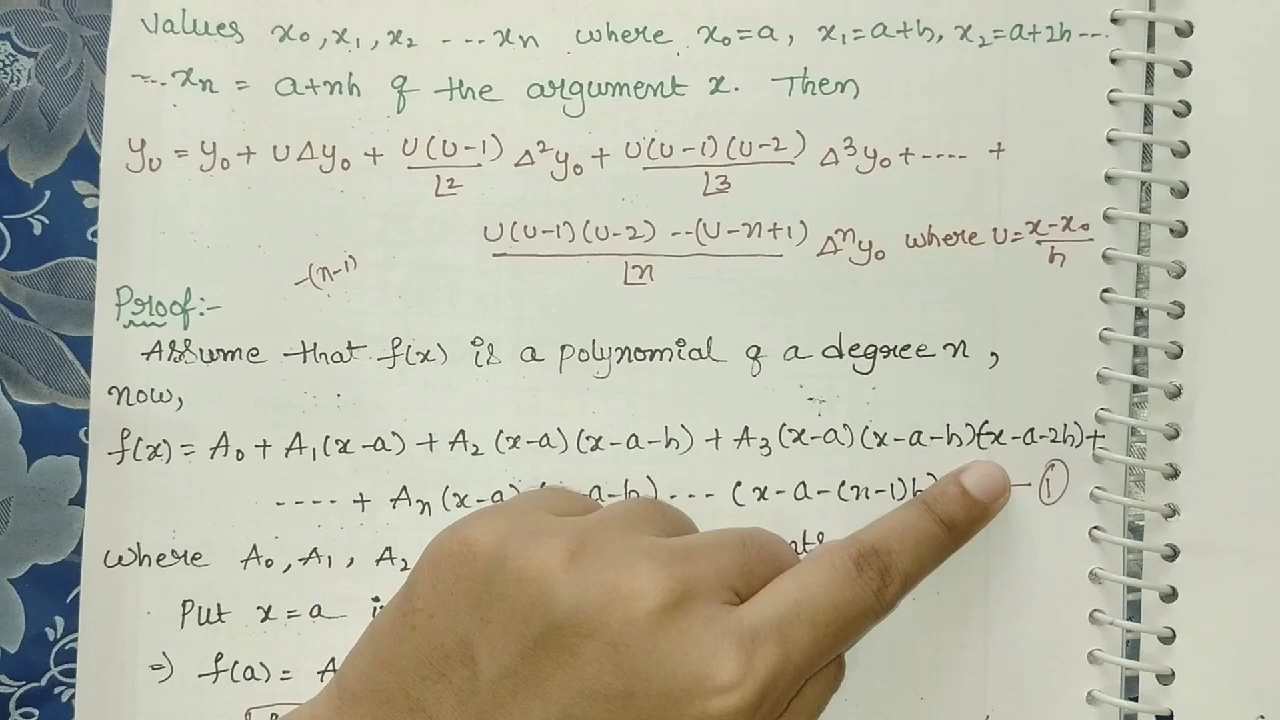 Values x₀, x₁, x₂ ---- xn where x₀=a, x₁=a+h, x₂=a+2h---
---xn = a+nh of the argument x. Then
yᵤ = y₀ + UΔy₀ + U(U-1)/⌊2 Δ²y₀ + U(U-1)(U-2)/⌊3 Δ³y₀ + ---- +
U(U-1)(U-2)--(U-n+1)/⌊n Δⁿy₀ where U = x-x₀/h
-(n-1)
Proof:-
Assume that f(x) is a polynomial of a degree n,
now,
f(x) = A₀ + A₁(x-a) + A₂(x-a)(x-a-h) + A₃(x-a)(x-a-h)(x-a-2h)+
---- + An(x-a) -a-h)--- (x-a-(n-1)h) — ①
where A₀, A₁, A₂
Put x=a
⇒ f(a) = A